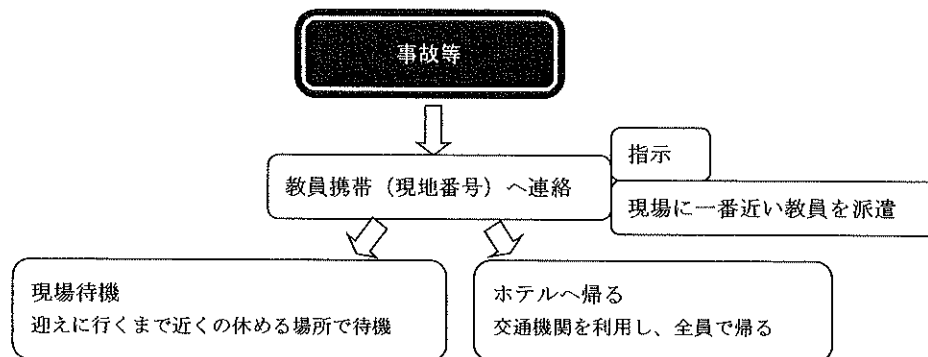 事故等
教員携帯（現地番号）へ連絡
指示
現場に一番近い教員を派遣
現場待機
迎えに行くまで近くの休める場所で待機
ホテルへ帰る
交通機関を利用し、全員で帰る